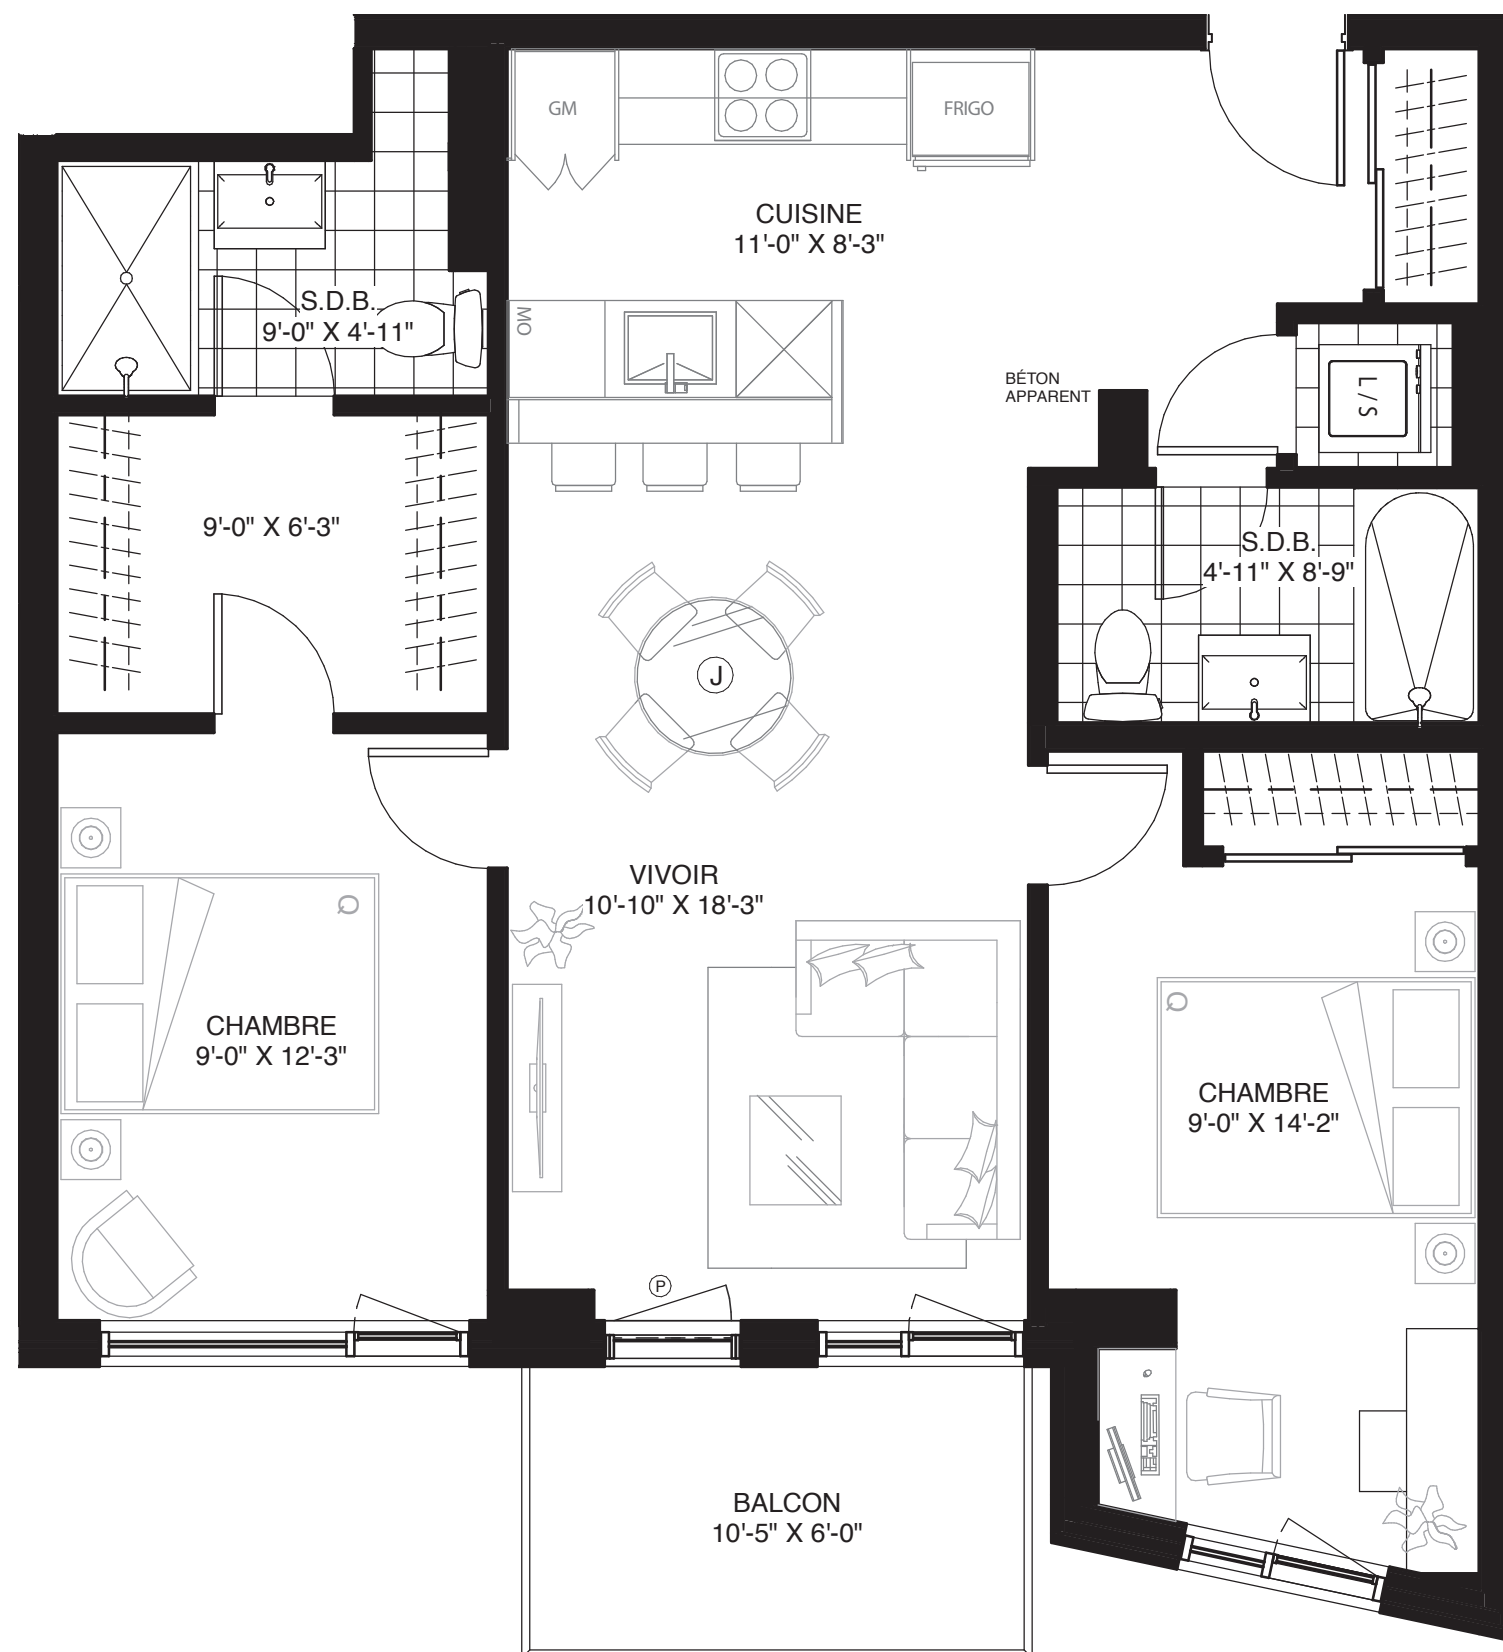 GM
FRIGO
CUISINE
11'-0" X 8'-3"
S.D.B.
9'-0" X 4'-11"
MO
BÉTON
APPARENT
L/S
9'-0" X 6'-3"
S.D.B.
4'-11" X 8'-9"
J
VIVOIR
10'-10" X 18'-3"
Q
CHAMBRE
9'-0" X 12'-3"
Q
CHAMBRE
9'-0" X 14'-2"
P
BALCON
10'-5" X 6'-0"